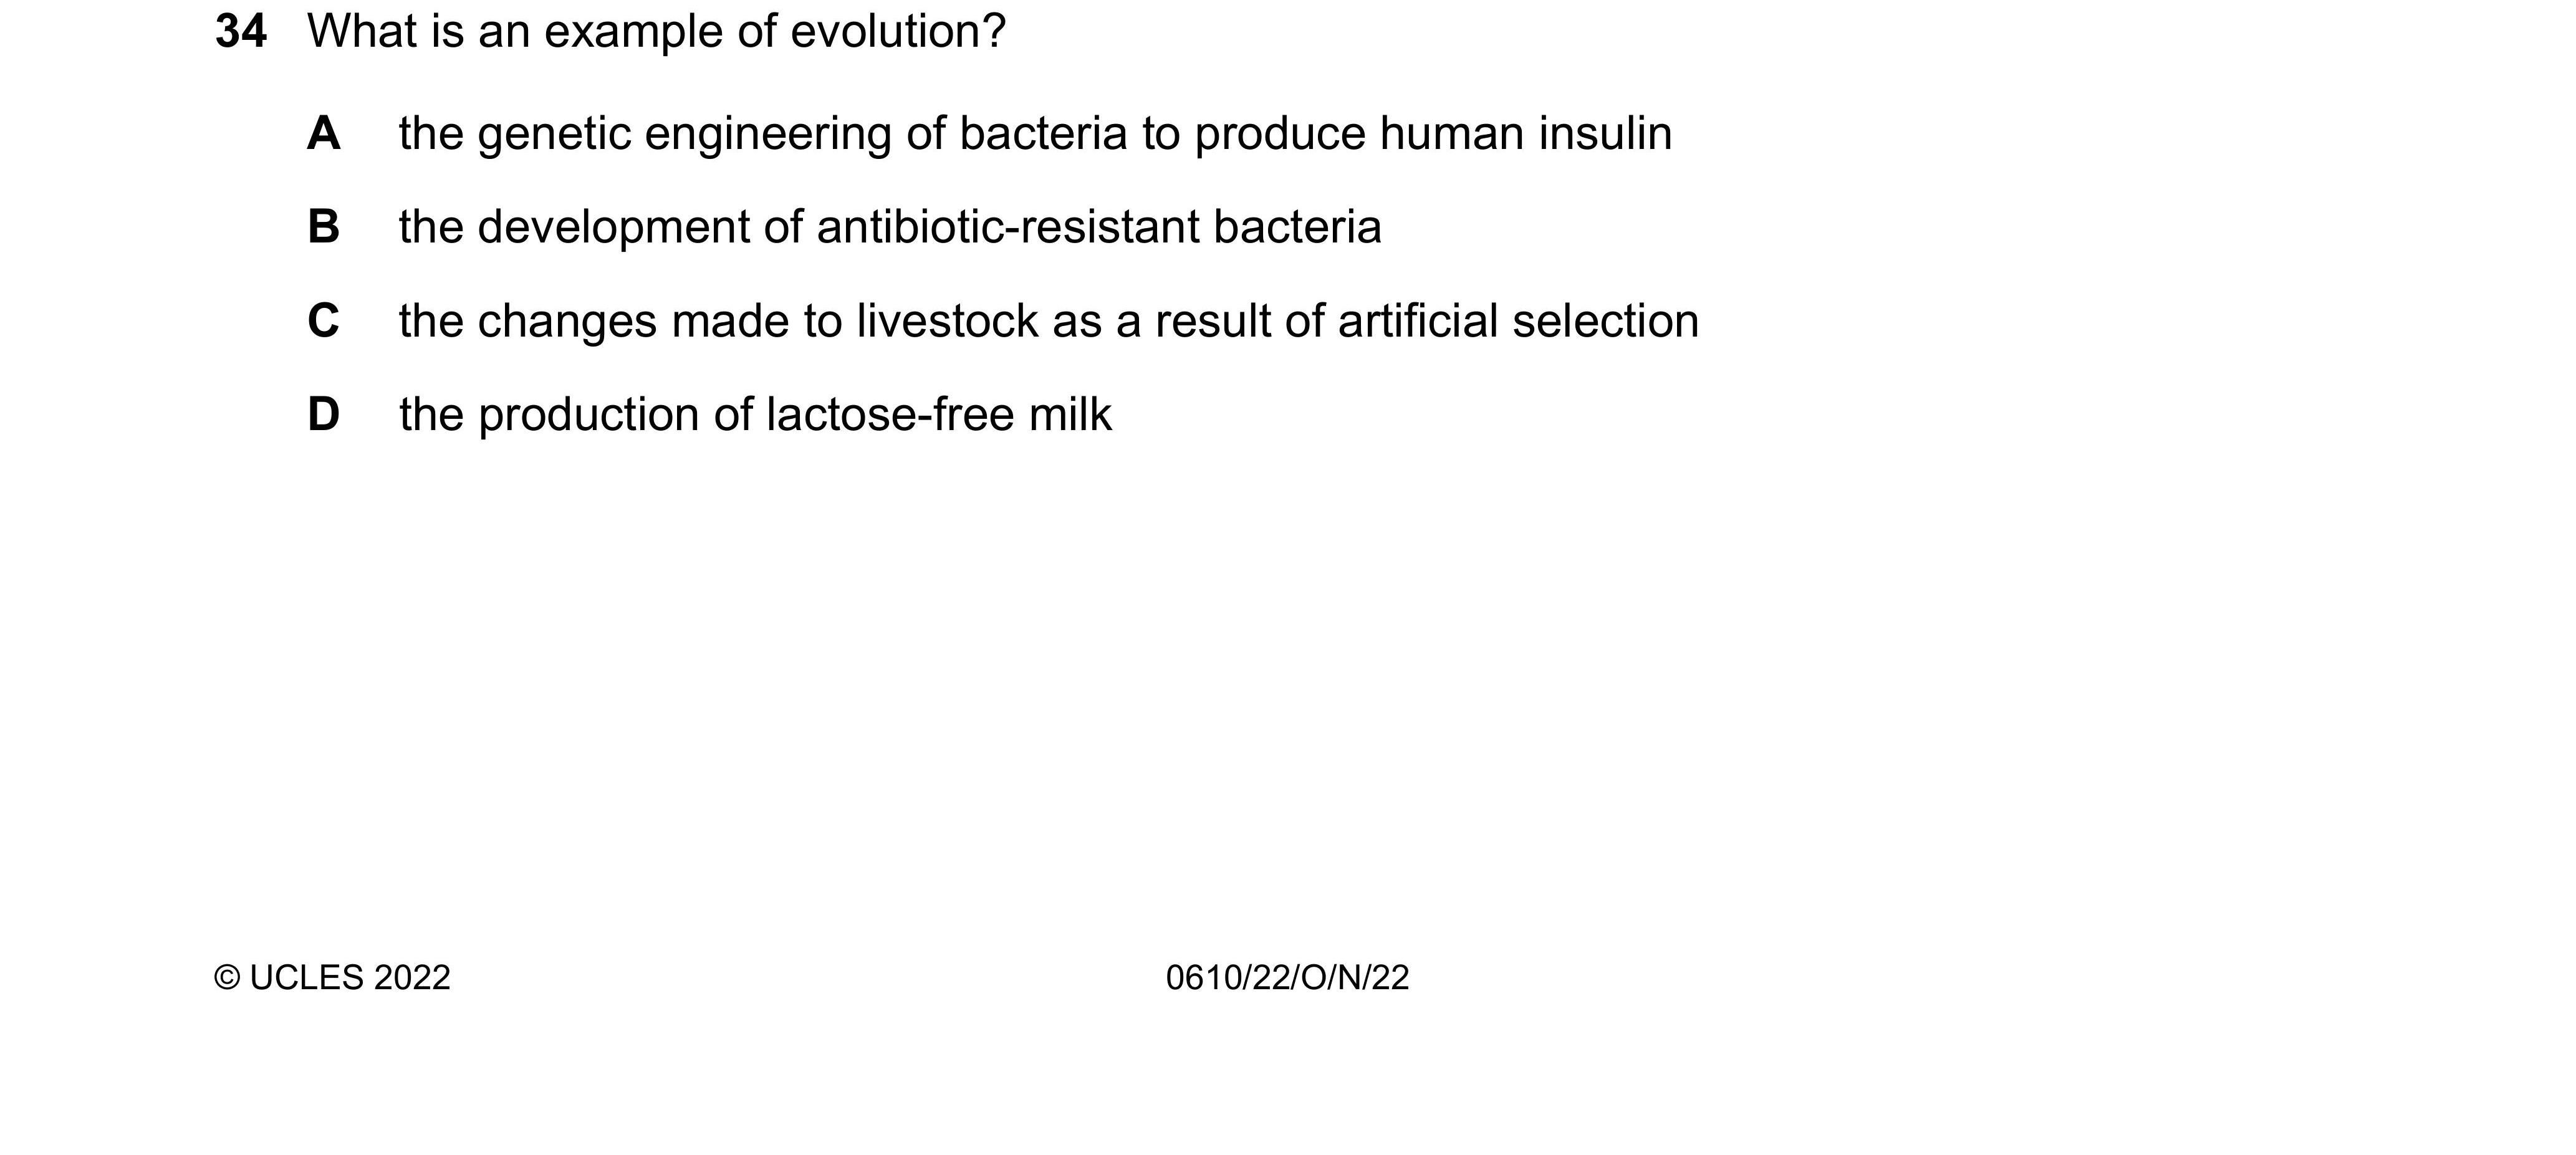 34 What is an example of evolution?
A the genetic engineering of bacteria to produce human insulin
B the development of antibiotic-resistant bacteria
C the changes made to livestock as a result of artificial selection
D the production of lactose-free milk
© UCLES 2022 0610/22/O/N/22